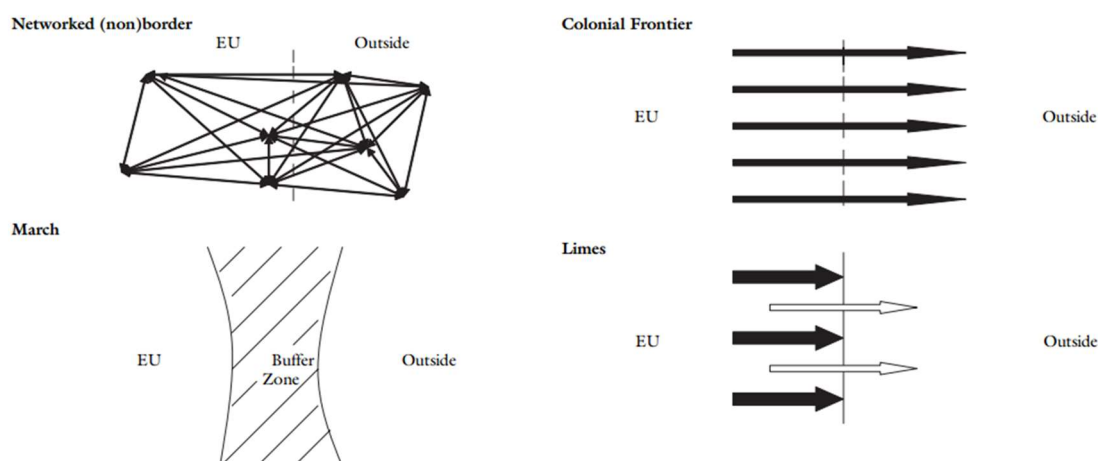 Networked (non)border
EU Outside
Colonial Frontier
EU Outside
March
EU Buffer Zone Outside
Limes
EU Outside